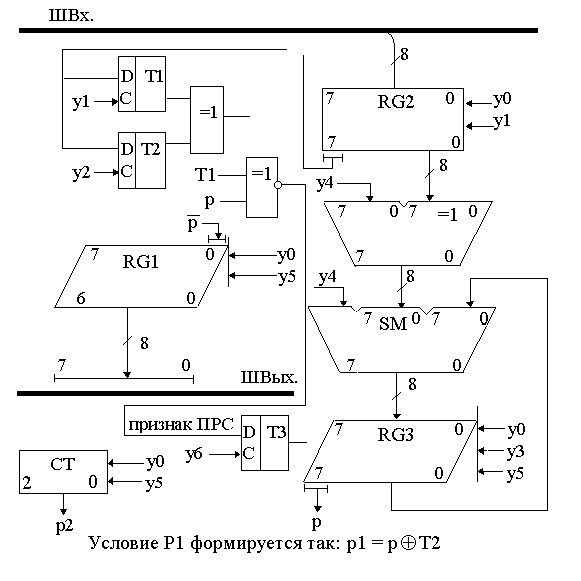 ШВх.
8
D T1
y1 C
=1
7 RG2 0
y0
y1
7 0
D T2
y2 C
8
T1 =1
p
y4
7 0 7 =1 0
7 0
p̅
7 0
RG1
y0
y5
6 0
8
y4
7 0 7 0
SM
7 0
8
7 0
ШВых.
8
признак ПРС
D T3
y6 C
7 RG3 0
y0
y3
y5
7 0
p
CT
y0
2 0 y5
p2
Условие P1 формируется так: p1 = p⊕T2